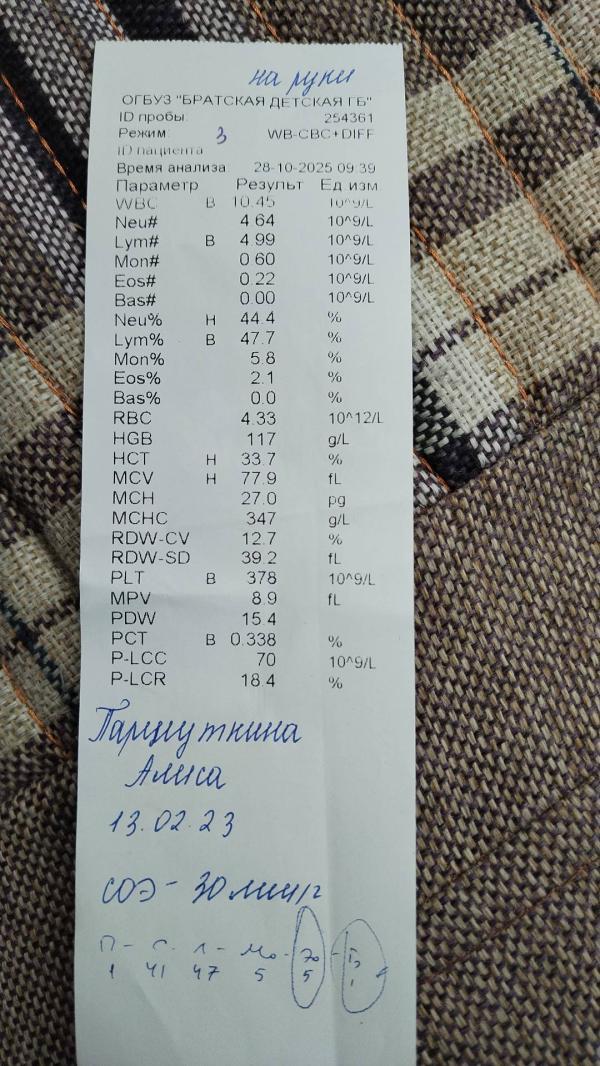 на руки
ОГБУЗ "БРАТСКАЯ ДЕТСКАЯ ГБ"
ID пробы: 254361
Режим: 3 WB-CBC+DIFF
ID пациента
Время анализа 28-10-2025 09:39
Параметр Результ Ед.изм.
WBC В 10.45 10^9/L
Neu# 4.64 10^9/L
Lym# В 4.99 10^9/L
Mon# 0.60 10^9/L
Eos# 0.22 10^9/L
Bas# 0.00 10^9/L
Neu% Н 44.4 %
Lym% В 47.7 %
Mon% 5.8 %
Eos% 2.1 %
Bas% 0.0 %
RBC 4.33 10^12/L
HGB 117 g/L
HCT Н 33.7 %
MCV Н 77.9 fL
MCH 27.0 pg
MCHC 347 g/L
RDW-CV 12.7 %
RDW-SD 39.2 fL
PLT В 378 10^9/L
MPV 8.9 fL
PDW 15.4
PCT В 0.338 %
P-LCC 70 10^9/L
P-LCR 18.4 %
Алиса
13.02.23
СОЭ - 30 мм/г
П - С - Л - Мо - Эо -
1 41 47 5 5 1